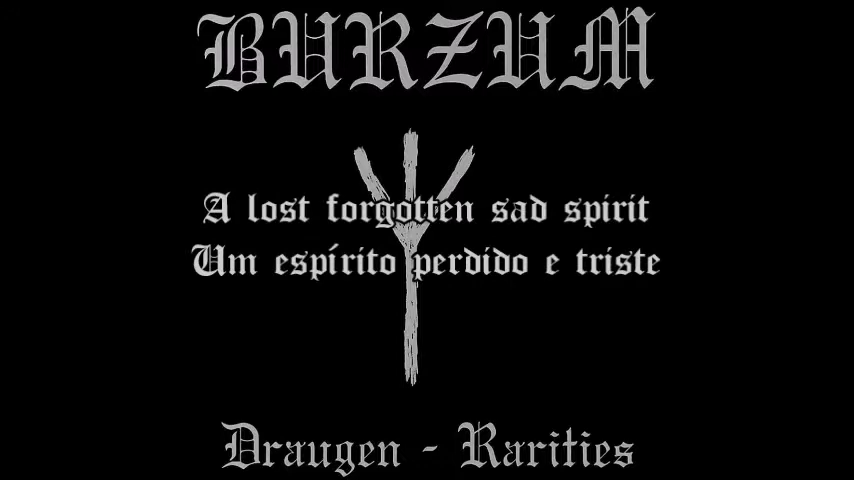 BURZUM
A lost forgotten sad spirit
Um espírito perdido e triste
Draugen - Rarities